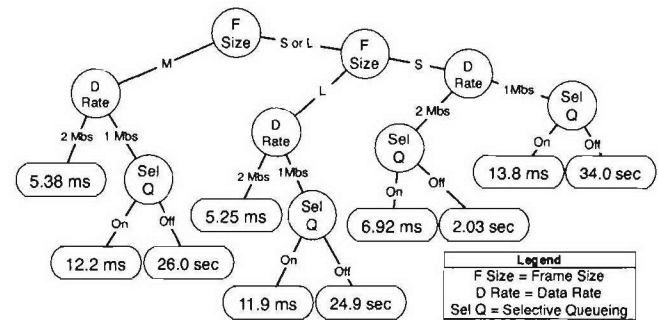 F
Size
M
S or L
F
Size
S
D
Rate
1Mbs
D
Rate
L
2 Mbs
Sel
Q
2 Mbs
1 Mbs
D
Rate
Sel
Q
On
Off
5.38 ms
Sel
Q
2 Mbs
1Mbs
On
Off
13.8 ms
34.0 sec
5.25 ms
Sel
Q
6.92 ms
2.03 sec
On
Off
12.2 ms
26.0 sec
On
Off
11.9 ms
24.9 sec
Legend
F Size = Frame Size
D Rate = Data Rate
Sel Q = Selective Queueing